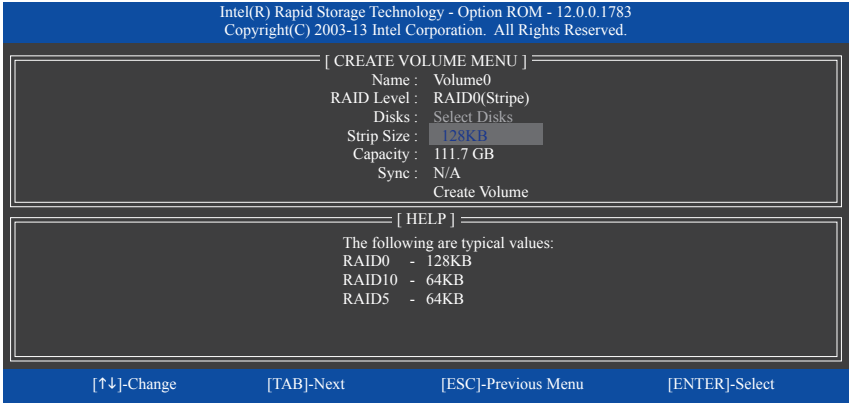 Intel(R) Rapid Storage Technology - Option ROM - 12.0.0.1783
Copyright(C) 2003-13 Intel Corporation. All Rights Reserved.
[ CREATE VOLUME MENU ]
Name : Volume0
RAID Level : RAID0(Stripe)
Disks : Select Disks
Strip Size : 128KB
Capacity : 111.7 GB
Sync : N/A
Create Volume
[ HELP ]
The following are typical values:
RAID0 - 128KB
RAID10 - 64KB
RAID5 - 64KB
[↑↓]-Change [TAB]-Next [ESC]-Previous Menu [ENTER]-Select